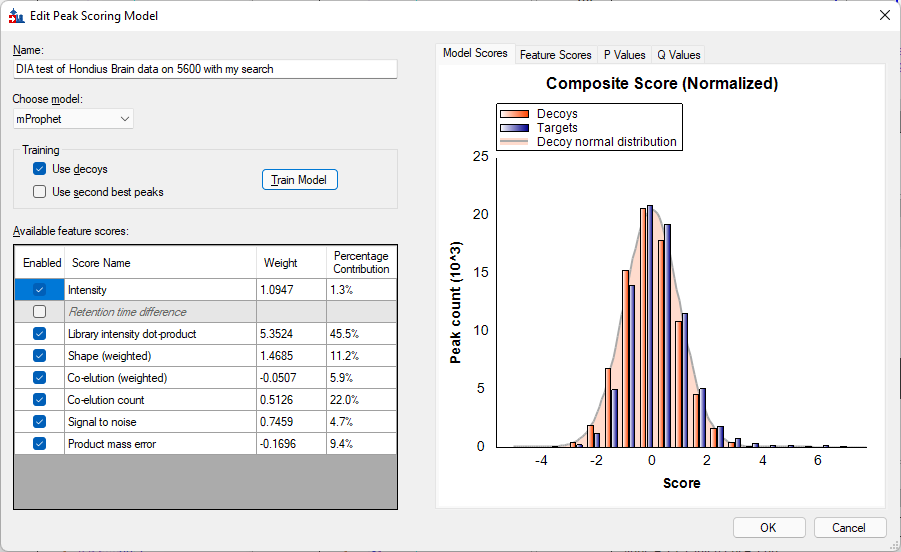 Edit Peak Scoring Model
Name:
DIA test of Hondius Brain data on 5600 with my search
Choose model:
mProphet
Training
Use decoys
Use second best peaks
Train Model
Available feature scores:
Enabled Score Name Weight Percentage Contribution
Intensity 1.0947 1.3%
Retention time difference
Library intensity dot-product 5.3524 45.5%
Shape (weighted) 1.4685 11.2%
Co-elution (weighted) -0.0507 5.9%
Co-elution count 0.5126 22.0%
Signal to noise 0.7459 4.7%
Product mass error -0.1696 9.4%
Model Scores Feature Scores P Values Q Values
Composite Score (Normalized)
Decoys
Targets
Decoy normal distribution
Peak count (10^3)
25
20
15
10
5
0
-4 -2 0 2 4 6
Score
OK Cancel